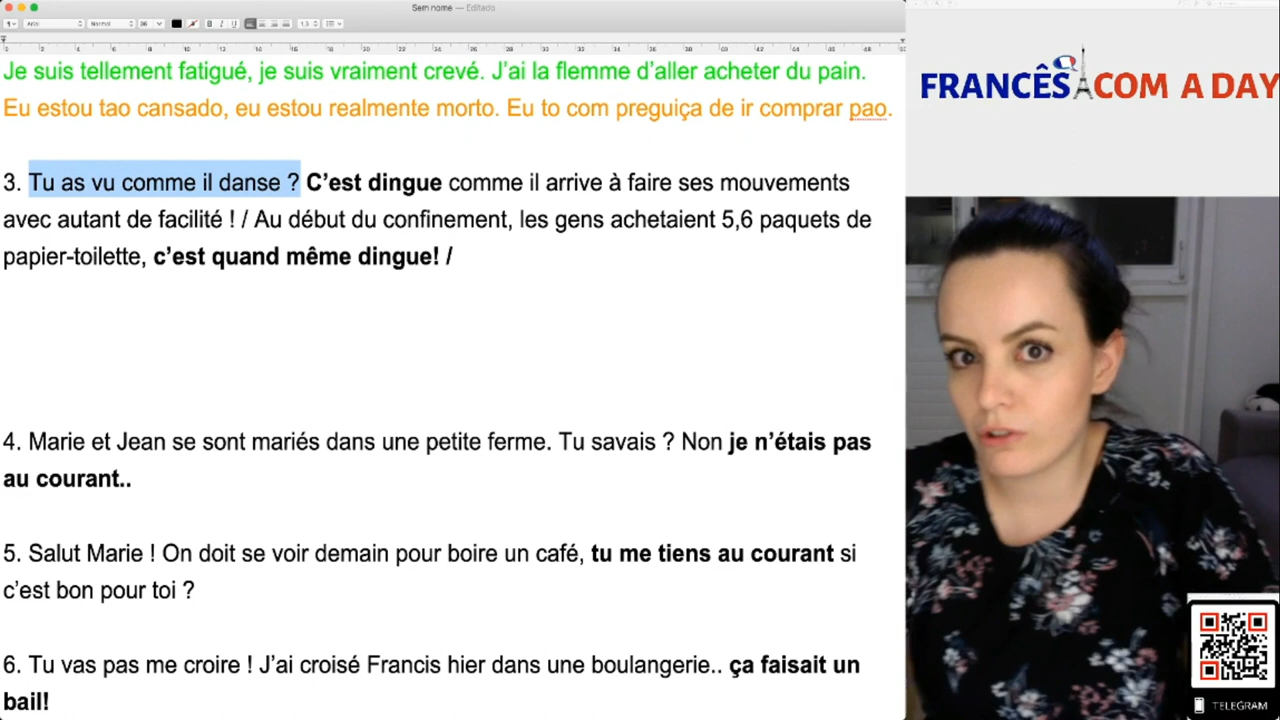 Sem nome — Editado
Je suis tellement fatigué, je suis vraiment crevé. J’ai la flemme d’aller acheter du pain.
Eu estou tao cansado, eu estou realmente morto. Eu to com preguiça de ir comprar pao.
3. Tu as vu comme il danse ? C’est dingue comme il arrive à faire ses mouvements
avec autant de facilité ! / Au début du confinement, les gens achetaient 5,6 paquets de
papier-toilette, c’est quand même dingue! /
4. Marie et Jean se sont mariés dans une petite ferme. Tu savais ? Non je n’étais pas
au courant..
5. Salut Marie ! On doit se voir demain pour boire un café, tu me tiens au courant si
c’est bon pour toi ?
6. Tu vas pas me croire ! J’ai croisé Francis hier dans une boulangerie.. ça faisait un
bail!
FRANCÊS COM A DAY
TELEGRAM